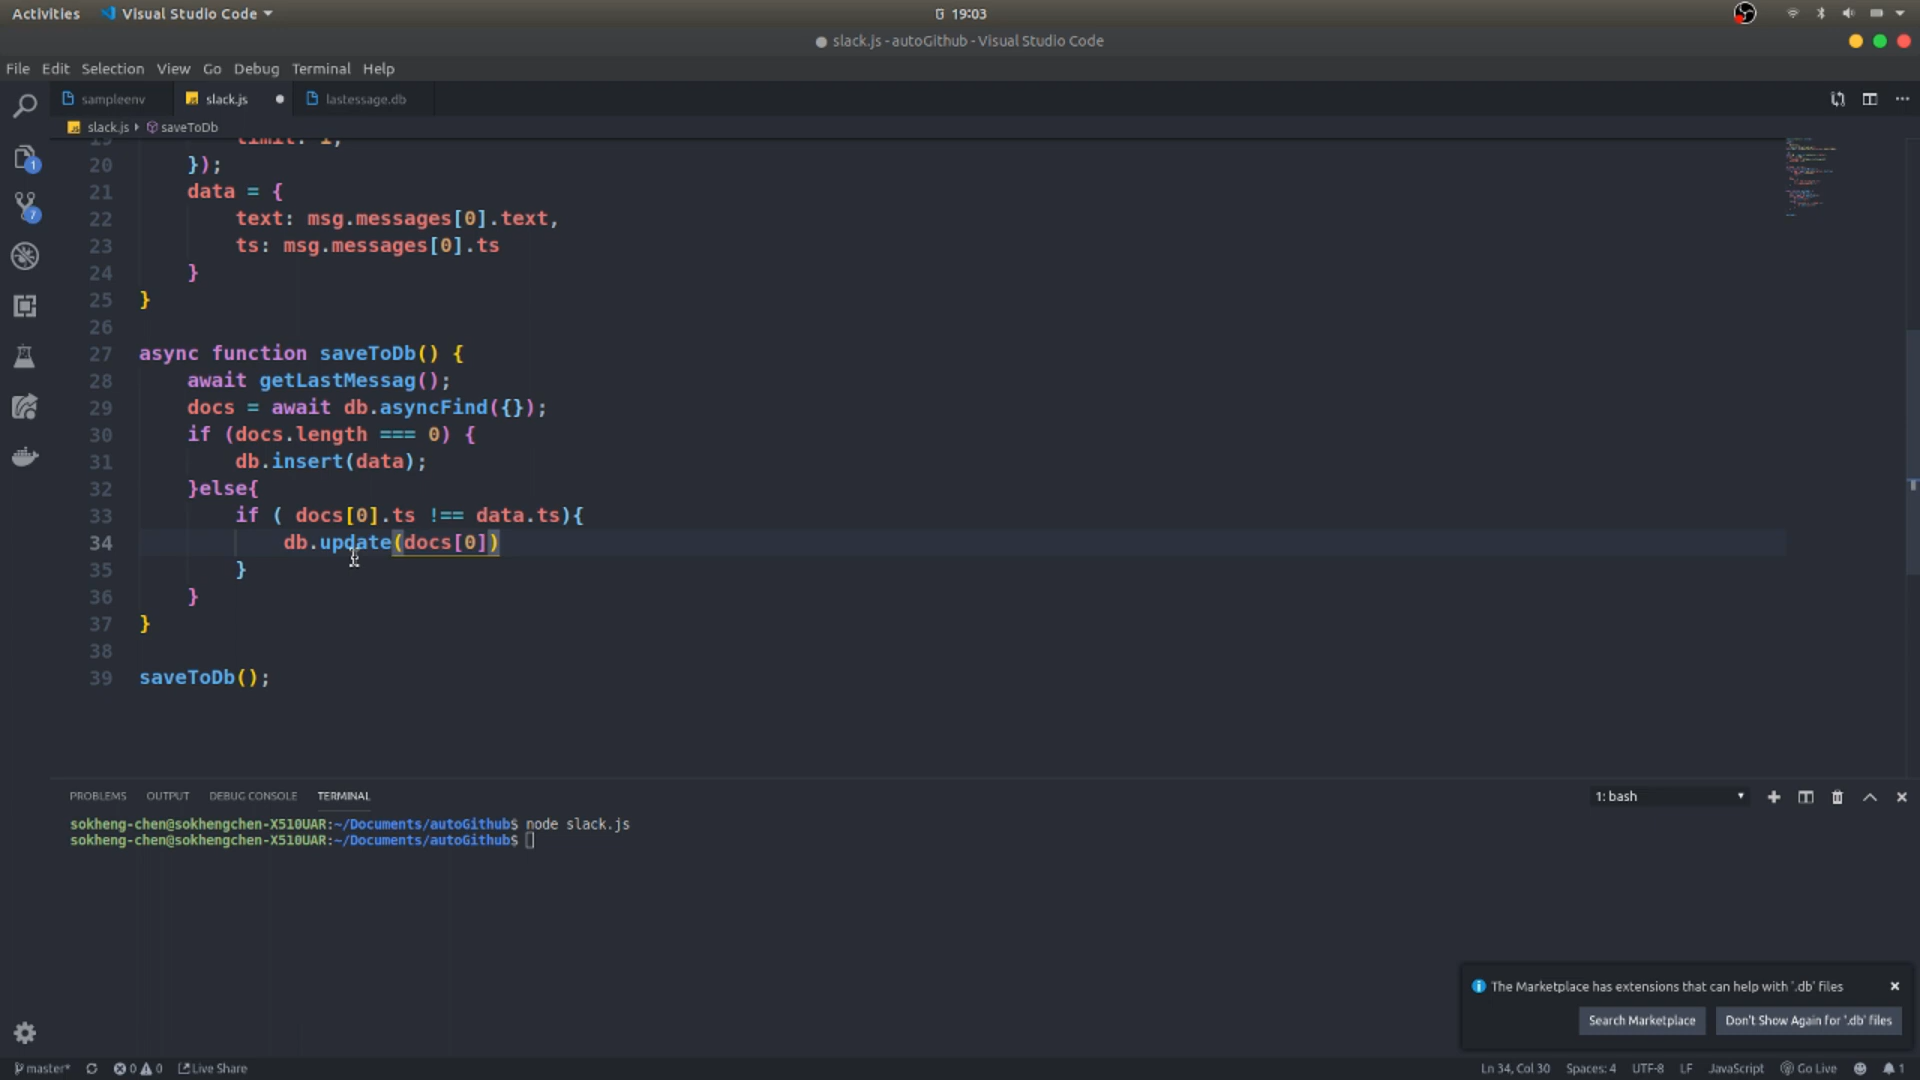 Activities
Visual Studio Code
19:03
slack.js - autoGithub - Visual Studio Code
File Edit Selection View Go Debug Terminal Help
sampleenv slack.js lastessage.db
slack.js saveToDb
19 limit: 1,
20 });
21 data = {
22 text: msg.messages[0].text,
23 ts: msg.messages[0].ts
24 }
25 }
26
27 async function saveToDb() {
28 await getLastMessag();
29 docs = await db.asyncFind({});
30 if (docs.length === 0) {
31 db.insert(data);
32 }else{
33 if ( docs[0].ts !== data.ts){
34 db.update(docs[0])
35 }
36 }
37 }
38
39 saveToDb();
1
7
PROBLEMS OUTPUT DEBUG CONSOLE TERMINAL
1: bash
sokheng-chen@sokhengchen-X510UAR:~/Documents/autoGithub$ node slack.js
sokheng-chen@sokhengchen-X510UAR:~/Documents/autoGithub$
The Marketplace has extensions that can help with '.db' files
Search Marketplace
Don't Show Again for '.db' files
master* 0 0 Live Share
Ln 34, Col 30 Spaces: 4 UTF-8 LF JavaScript Go Live 1